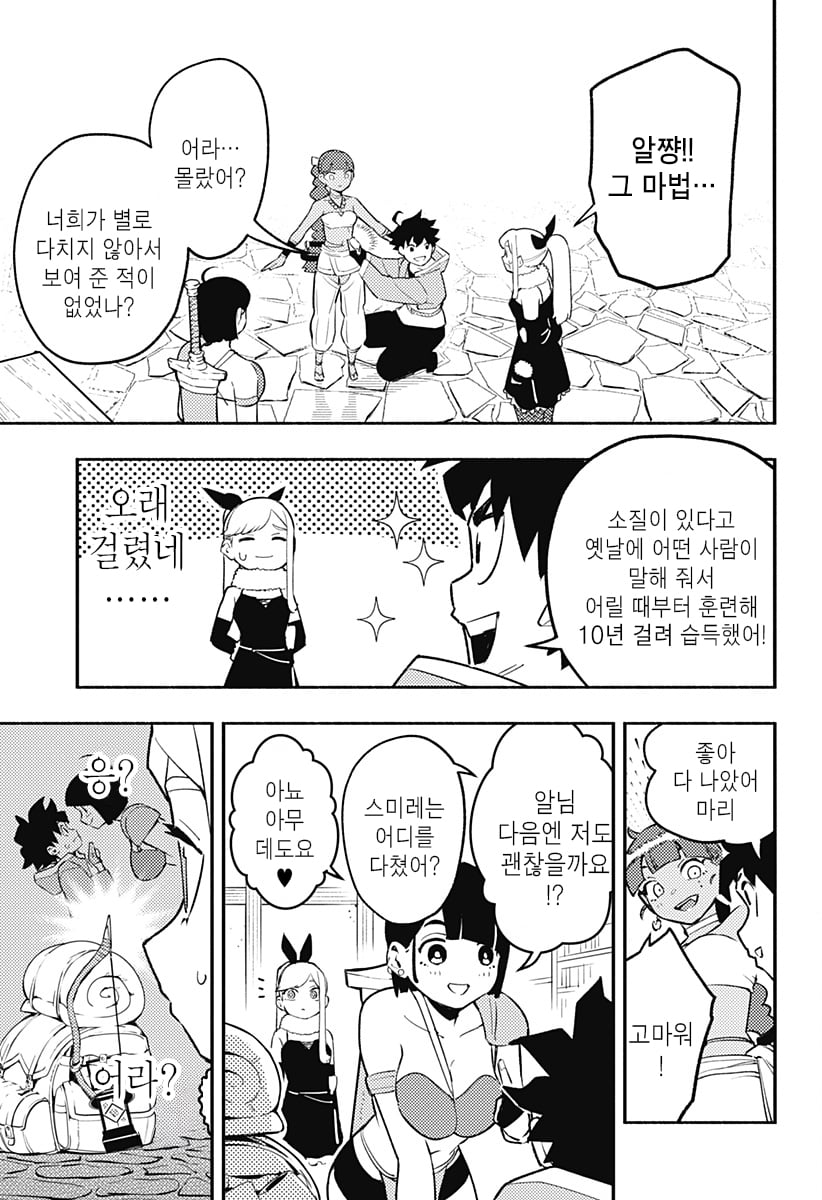 알쨩!!
그 마법…
어라…
몰랐어?
너희가 별로
다치지 않아서
보여 준 적이
없었나?
소질이 있다고
옛날에 어떤 사람이
말해 줘서
어릴 때부터 훈련해
10년 걸려 습득했어!
오래
걸렸네
……
좋아
다 나았어
마리
고마워
!
알님
다음엔 저도
괜찮을까요
!?
스미레는
어디를
다쳤어?
아뇨
아무
데도요
♥
응?
어라?